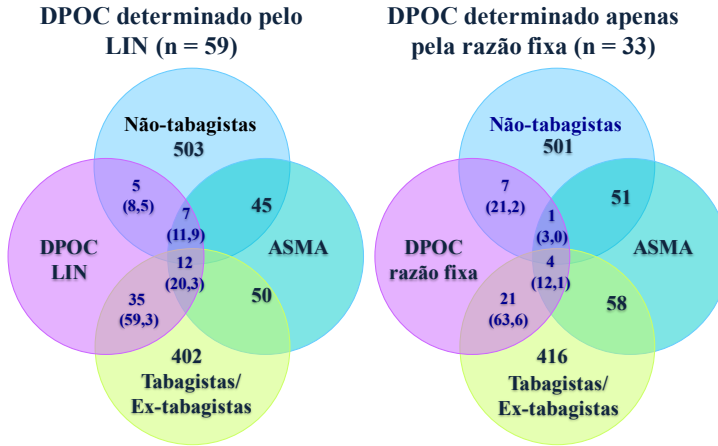 DPOC determinado pelo
LIN (n = 59)
Não-tabagistas
503
5
(8,5)
7
(11,9)
45
DPOC
LIN
ASMA
12
(20,3)
35
(59,3)
50
402
Tabagistas/
Ex-tabagistas
DPOC determinado apenas
pela razão fixa (n = 33)
Não-tabagistas
501
7
(21,2)
1
(3,0)
51
DPOC
razão fixa
ASMA
4
(12,1)
21
(63,6)
58
416
Tabagistas/
Ex-tabagistas